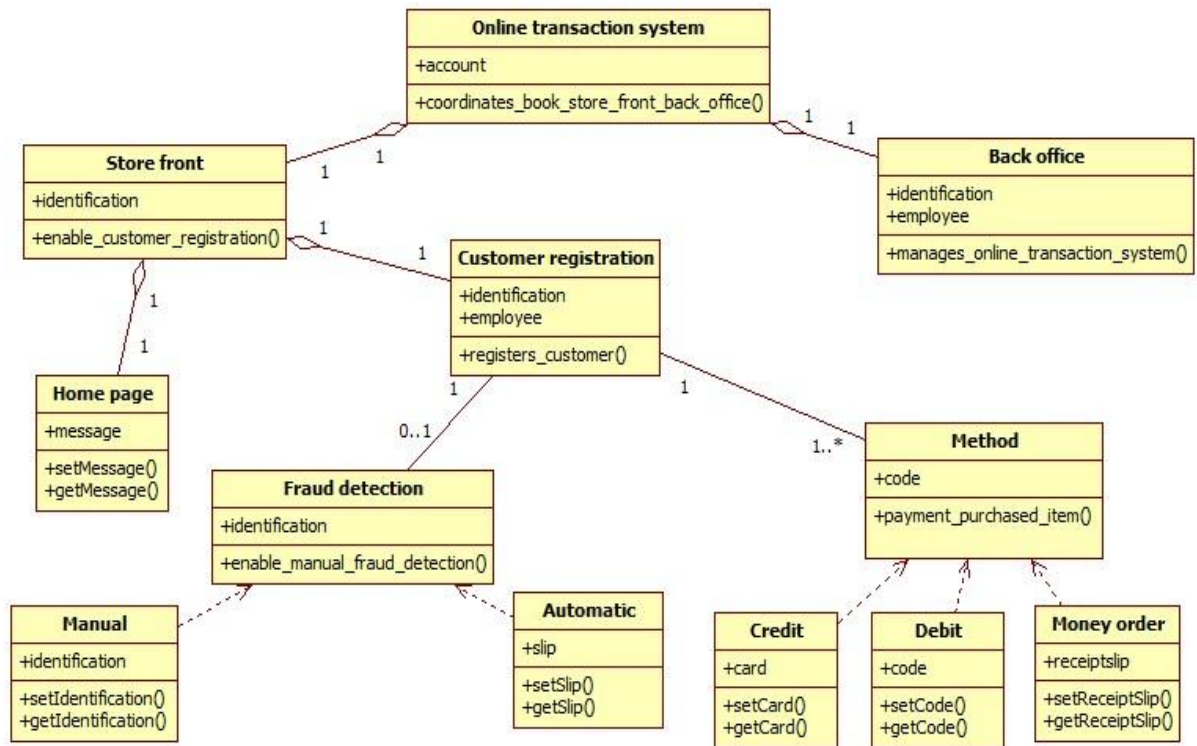 Online transaction system
+account
+coordinates_book_store_front_back_office()
1
1
1
1
Store front
+identification
+enable_customer_registration()
Back office
+identification
+employee
+manages_online_transaction_system()
1
1
1
1
Customer registration
+identification
+employee
+registers_customer()
Home page
+message
+setMessage()
+getMessage()
1
0..1
1
1..*
Fraud detection
+identification
+enable_manual_fraud_detection()
Method
+code
+payment_purchased_item()
Manual
+identification
+setIdentification()
+getIdentification()
Automatic
+slip
+setSlip()
+getSlip()
Credit
+card
+setCard()
+getCard()
Debit
+code
+setCode()
+getCode()
Money order
+receiptslip
+setReceiptSlip()
+getReceiptSlip()